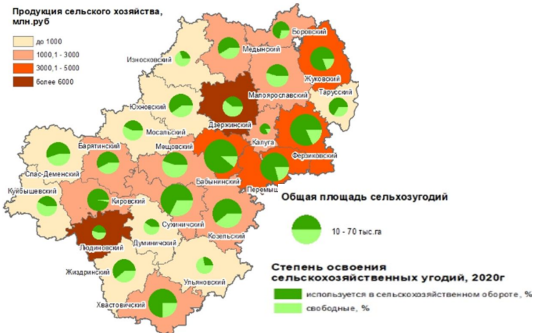 Продукция сельского хозяйства,
млн.руб
до 1000
1000,1 - 3000
3000,1 - 5000
более 6000
Боровский
Медынский
Износковский
Жуковский
Малоярославский
Тарусский
Юхновский
Дзержинский
Мосальский
Калуга
Барятинский
Мещовский
Ферзиковский
Спас-Деменский
Бабынинский
Перемыш
Куйбышевский
Кировский
Сухиничский
Козельский
Людиновский
Думиничский
Жиздринский
Ульяновский
Хвастовичский
Общая площадь сельхозугодий
10 - 70 тыс.га
Степень освоения
сельскохозяйственных угодий, 2020г
используется в сельскохозяйственном обороте, %
свободные, %